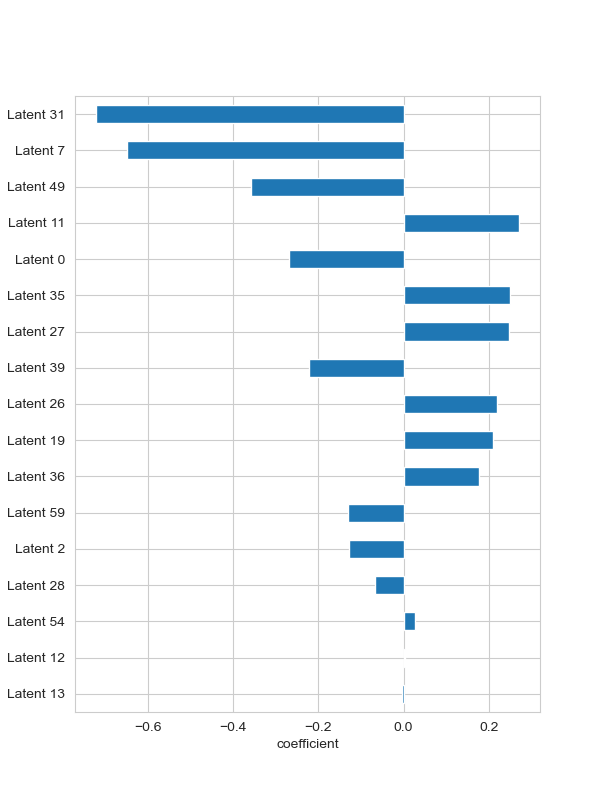 Latent 31
Latent 7
Latent 49
Latent 11
Latent 0
Latent 35
Latent 27
Latent 39
Latent 26
Latent 19
Latent 36
Latent 59
Latent 2
Latent 28
Latent 54
Latent 12
Latent 13
−0.6 −0.4 −0.2 0.0 0.2
coefficient